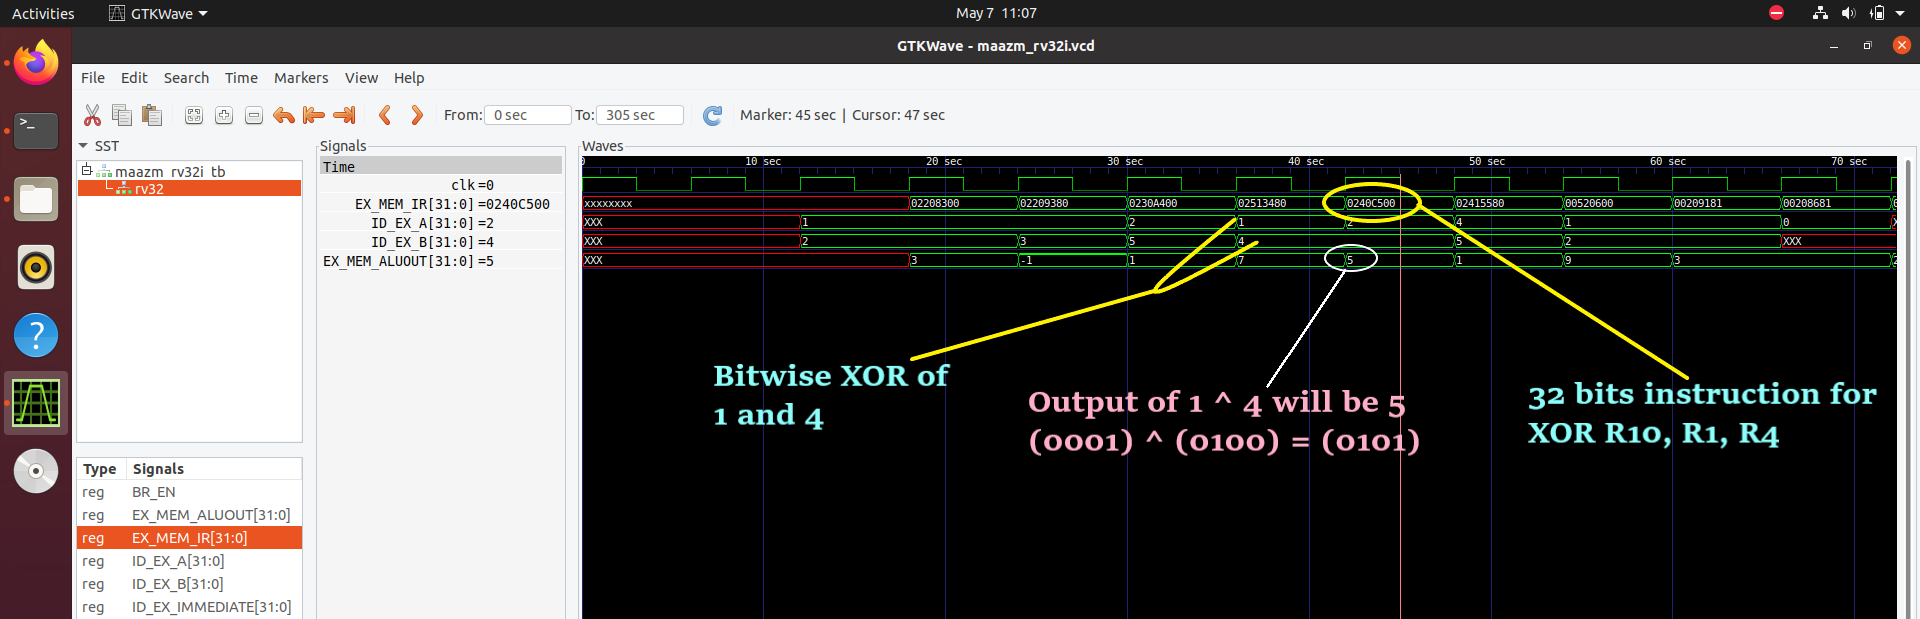 Activities GTKWave May 7 11:07
GTKWave - maazm_rv32i.vcd
File Edit Search Time Markers View Help
From: 0 sec To: 305 sec Marker: 45 sec | Cursor: 47 sec
SST
maazm_rv32i_tb
rv32
Type Signals
reg BR_EN
reg EX_MEM_ALUOUT[31:0]
reg EX_MEM_IR[31:0]
reg ID_EX_A[31:0]
reg ID_EX_B[31:0]
reg ID_EX_IMMEDIATE[31:0]
Signals
Time
clk=0
EX_MEM_IR[31:0]=0240C500
ID_EX_A[31:0]=2
ID_EX_B[31:0]=4
EX_MEM_ALUOUT[31:0]=5
Waves
0 10 sec 20 sec 30 sec 40 sec 50 sec 60 sec 70 sec
xxxxxxxx 02208300 02209380 0230A400 02513480 0240C500 02415580 00520600 00209181 00208681
XXX 1 2 1 2 4 1 0
XXX 2 3 5 4 5 2 XXX
XXX 3 -1 1 7 5 1 9 3 2
Bitwise XOR of
1 and 4
Output of 1 ^ 4 will be 5
(0001) ^ (0100) = (0101)
32 bits instruction for
XOR R10, R1, R4